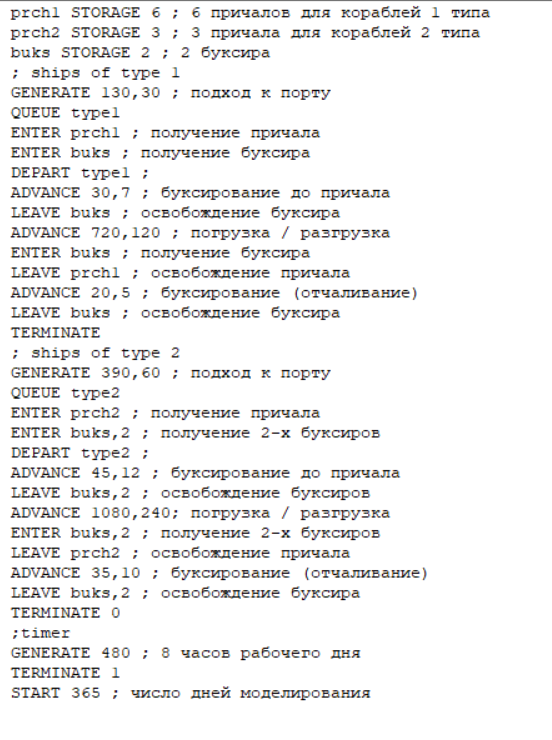 prch1 STORAGE 6 ; 6 причалов для кораблей 1 типа
prch2 STORAGE 3 ; 3 причала для кораблей 2 типа
buks STORAGE 2 ; 2 буксира
; ships of type 1
GENERATE 130,30 ; подход к порту
QUEUE type1
ENTER prch1 ; получение причала
ENTER buks ; получение буксира
DEPART type1 ;
ADVANCE 30,7 ; буксирование до причала
LEAVE buks ; освобождение буксира
ADVANCE 720,120 ; погрузка / разгрузка
ENTER buks ; получение буксира
LEAVE prch1 ; освобождение причала
ADVANCE 20,5 ; буксирование (отчаливание)
LEAVE buks ; освобождение буксира
TERMINATE
; ships of type 2
GENERATE 390,60 ; подход к порту
QUEUE type2
ENTER prch2 ; получение причала
ENTER buks,2 ; получение 2-х буксиров
DEPART type2 ;
ADVANCE 45,12 ; буксирование до причала
LEAVE buks,2 ; освобождение буксиров
ADVANCE 1080,240; погрузка / разгрузка
ENTER buks,2 ; получение 2-х буксиров
LEAVE prch2 ; освобождение причала
ADVANCE 35,10 ; буксирование (отчаливание)
LEAVE buks,2 ; освобождение буксира
TERMINATE 0
;timer
GENERATE 480 ; 8 часов рабочего дня
TERMINATE 1
START 365 ; число дней моделирования